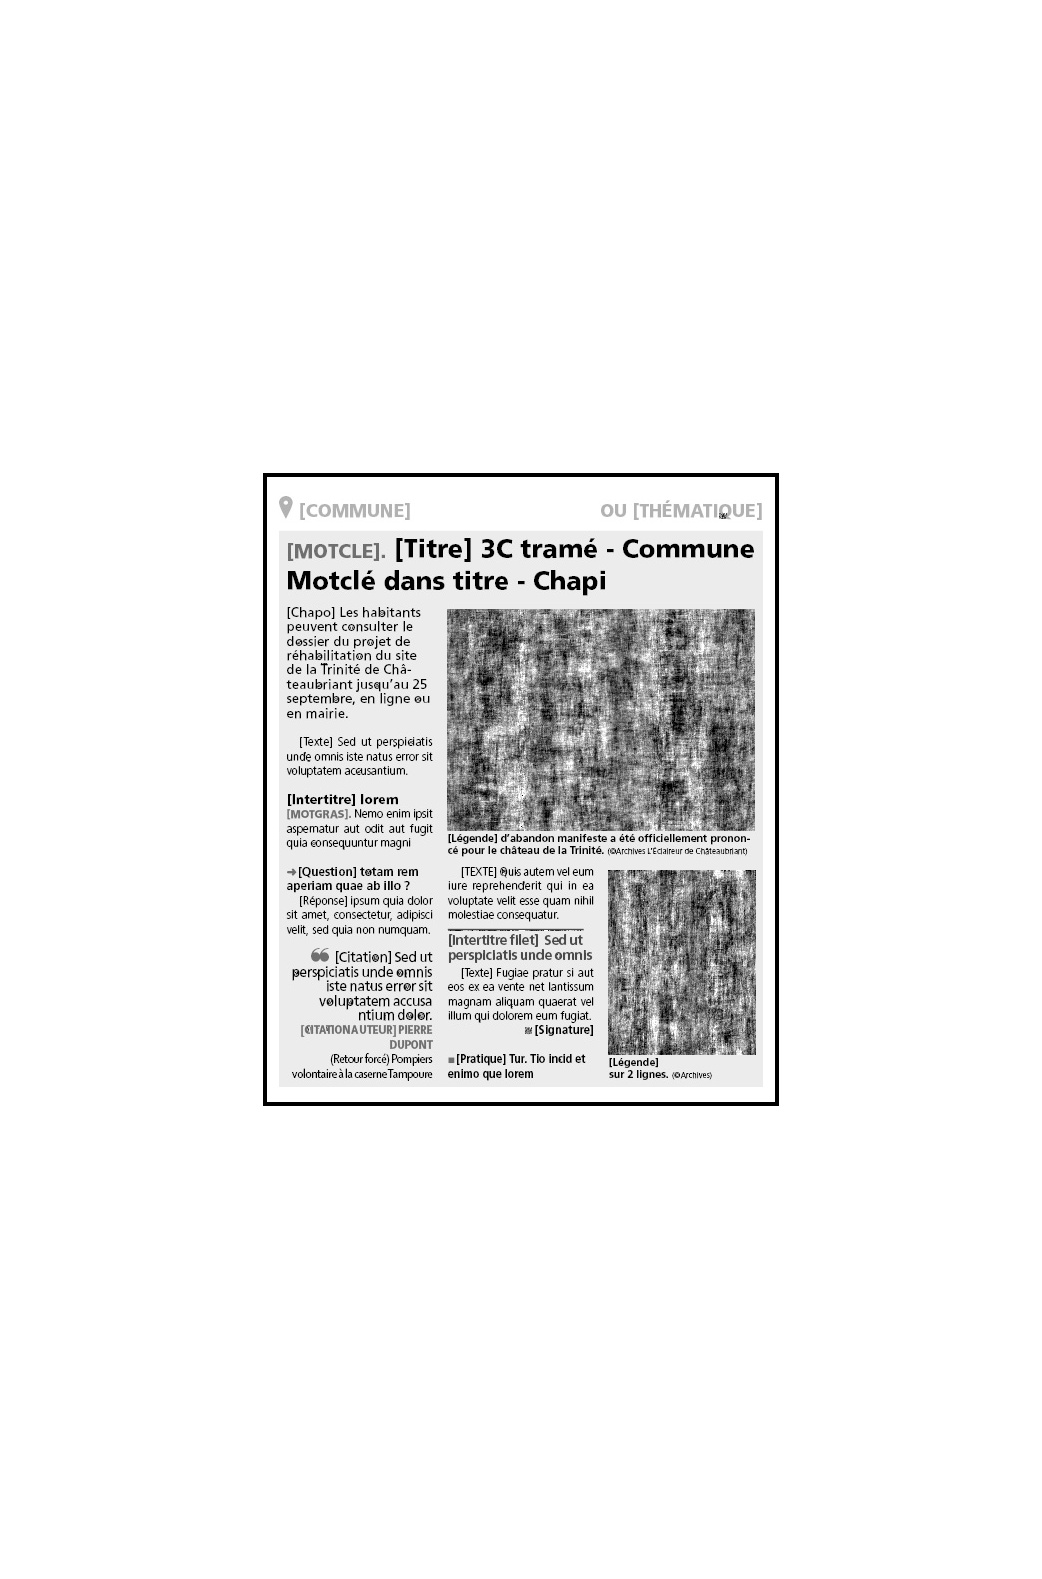 [COMMUNE]
OU [THÉMATIQUE]
[MOTCLE]. [Titre] 3C tramé - Commune
Motclé dans titre - Chapi
[Chapo] Les habitants
peuvent consulter le
dossier du projet de
réhabilitation du site
de la Trinité de Châ-
teaubriant jusqu’au 25
septembre, en ligne ou
en mairie.
[Texte] Sed ut perspiciatis
unde omnis iste natus error sit
voluptatem accusantium.
[Intertitre] lorem
[MOTGRAS]. Nemo enim ipsit
aspernatur aut odit aut fugit
quia consequuntur magni
➜ [Question] totam rem
aperiam quae ab illo ?
[Réponse] ipsum quia dolor
sit amet, consectetur, adipisci
velit, sed quia non numquam.
❝ [Citation] Sed ut
perspiciatis unde omnis
iste natus error sit
voluptatem accusa
ntium dolor.
[CITATION AUTEUR] PIERRE
DUPONT
(Retour forcé) Pompiers
volontaire à la caserne Tampoure
[Légende] d’abandon manifeste a été officiellement pronon-
cé pour le château de la Trinité. (©Archives L’Éclaireur de Châteaubriant)
[TEXTE] Quis autem vel eum
iure reprehenderit qui in ea
voluptate velit esse quam nihil
molestiae consequatur.
[Intertitre filet] Sed ut
perspiciatis unde omnis
[Texte] Fugiae pratur si aut
eos ex ea vente net lantissum
magnam aliquam quaerat vel
illum qui dolorem eum fugiat.
[Signature]
■ [Pratique] Tur. Tio incid et
enimo que lorem
[Légende]
sur 2 lignes. (©Archives)